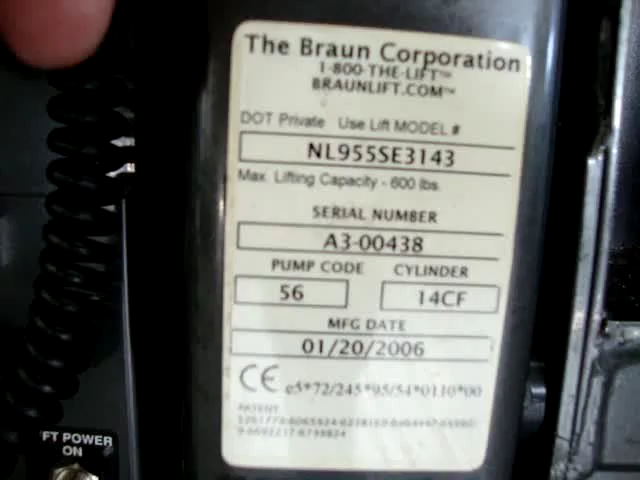 The Braun Corporation
1-800-THE-LIFT™
BRAUNLIFT.COM™
DOT Private Use Lift MODEL #
NL955SE3143
Max. Lifting Capacity - 600 lbs.
SERIAL NUMBER
A3-00438
PUMP CODE CYLINDER
56 14CF
MFG DATE
01/20/2006
CE e5*72/245*95/54*0110*00
PATENT
FT POWER
ON